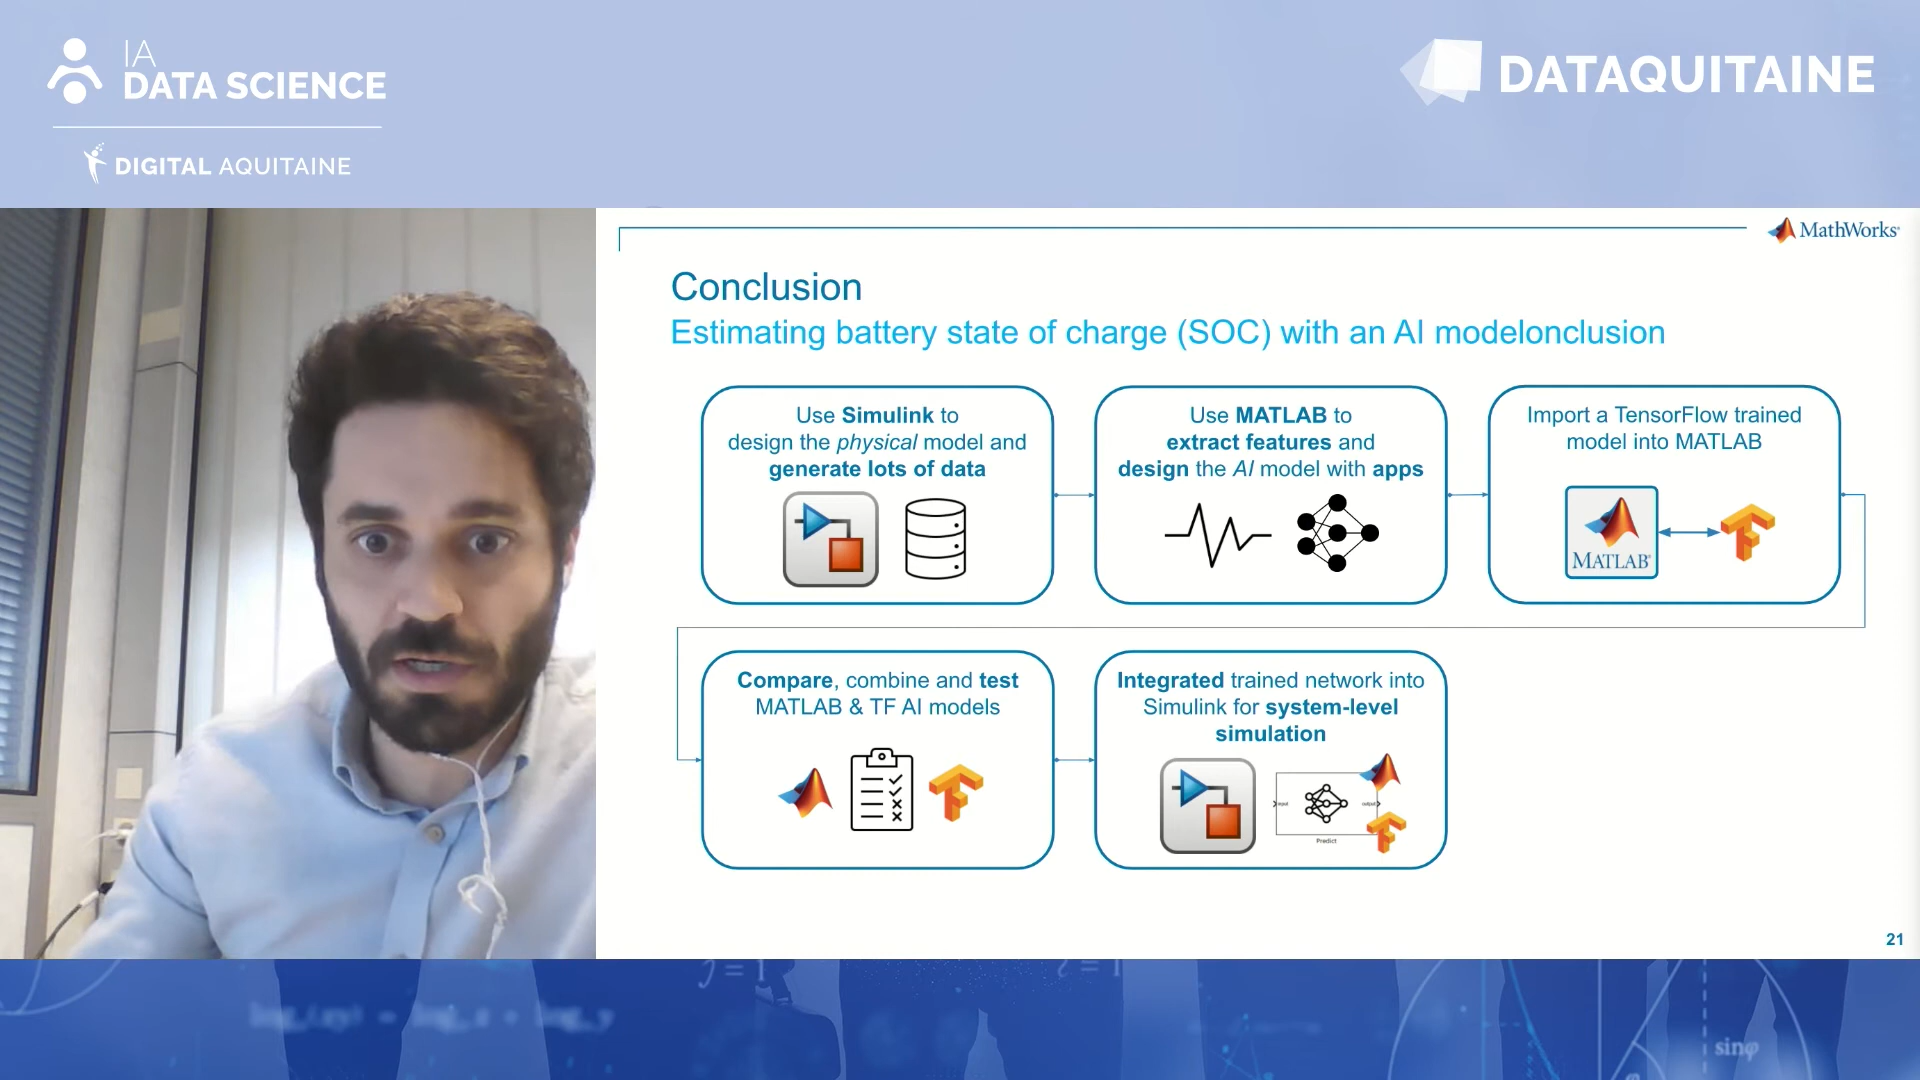 IA
DATA SCIENCE
DIGITAL AQUITAINE
DATAQUITAINE
MathWorks
Conclusion
Estimating battery state of charge (SOC) with an AI modelonclusion
Use Simulink to
design the physical model and
generate lots of data
Use MATLAB to
extract features and
design the AI model with apps
Import a TensorFlow trained
model into MATLAB
MATLAB
Compare, combine and test
MATLAB & TF AI models
Integrated trained network into
Simulink for system-level
simulation
input
output
Predict
21
sinφ